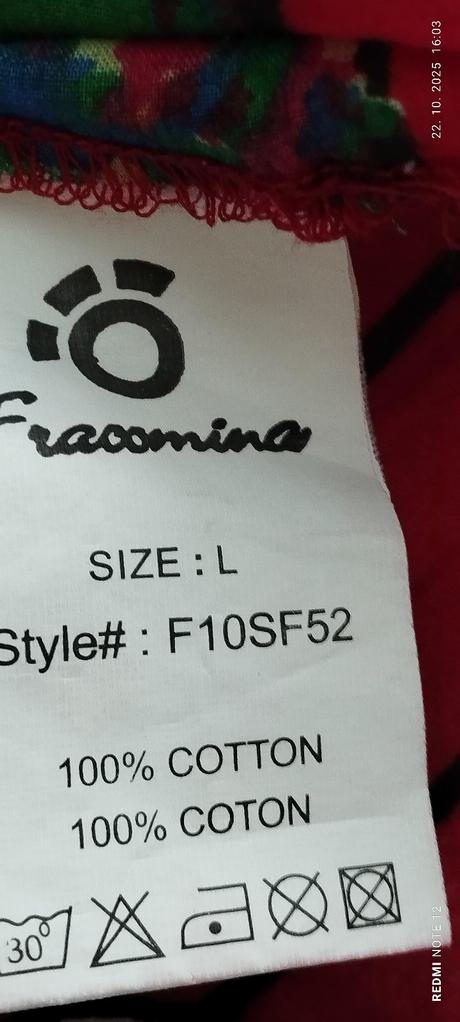 Fracomina
SIZE : L
Style# : F10SF52
100% COTTON
100% COTON
30°
22. 10. 2025 16:03
REDMI NOTE 12